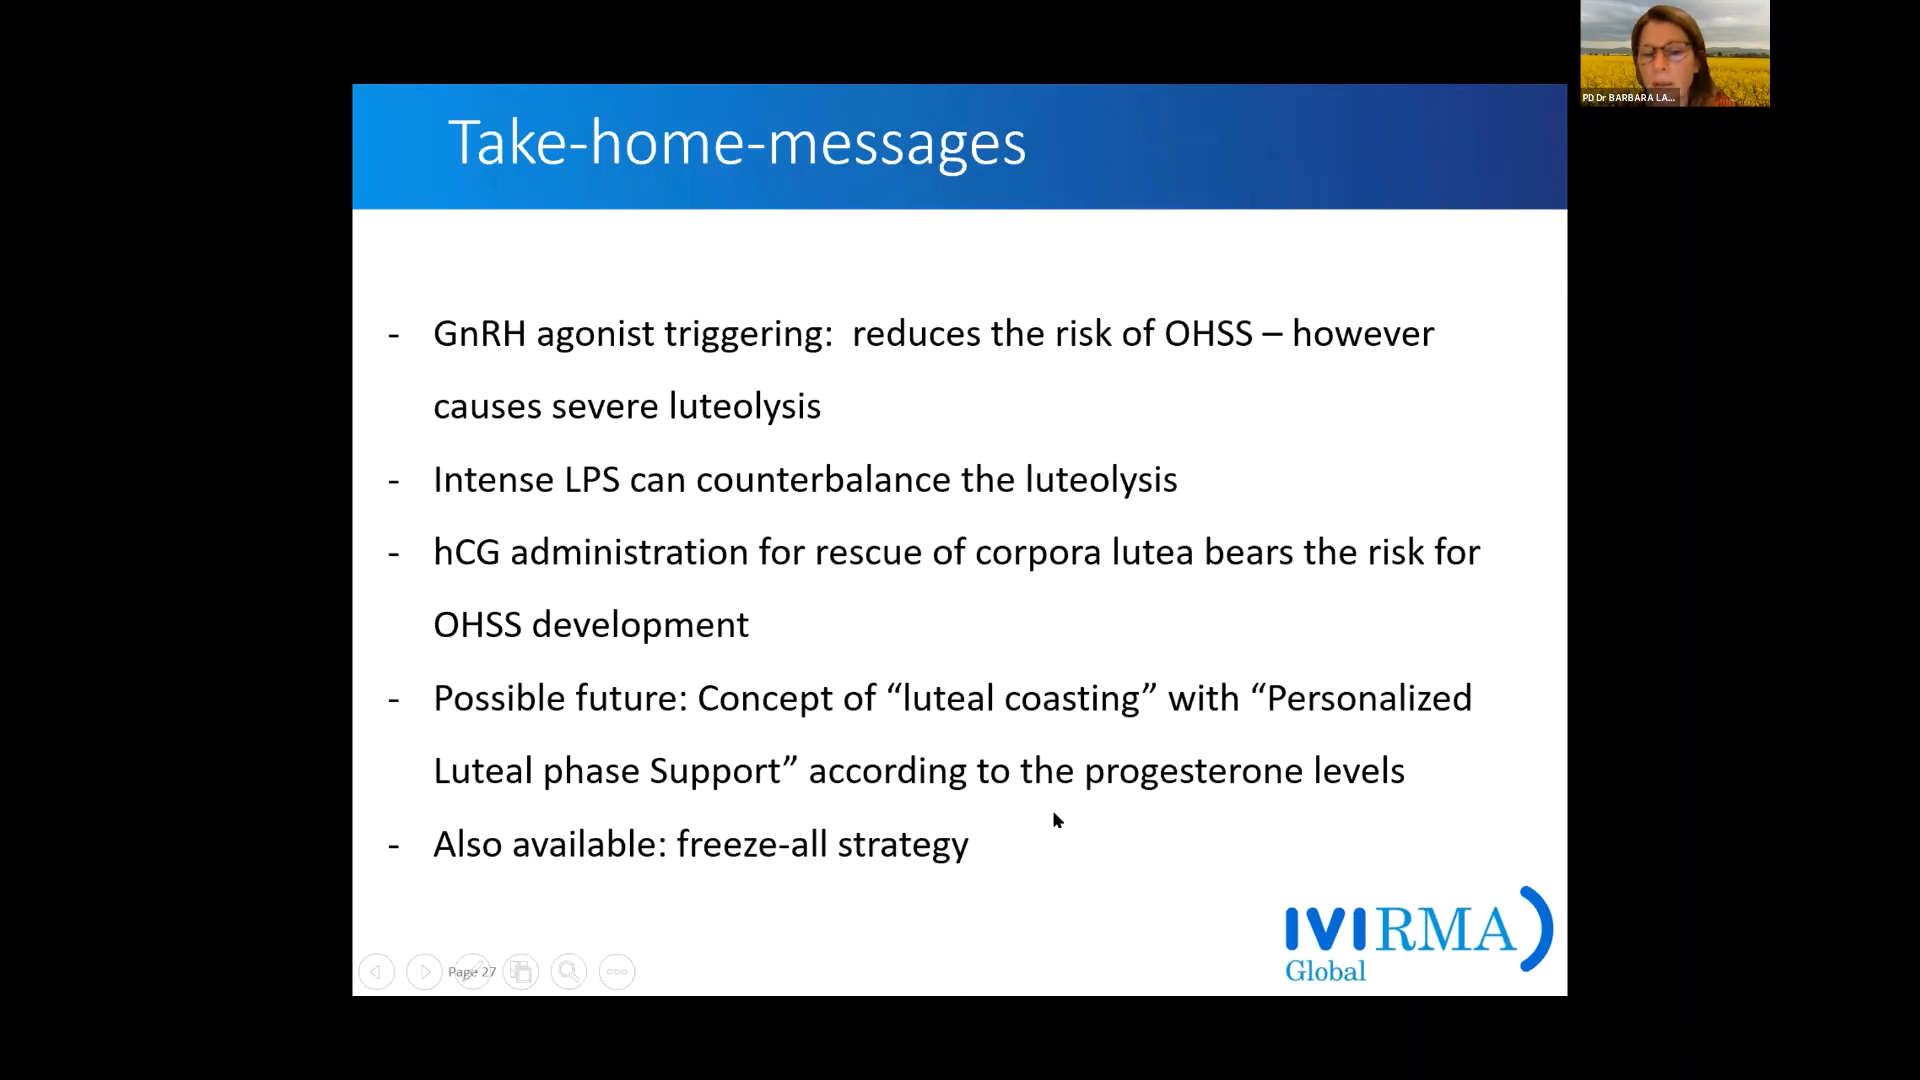 PD Dr BARBARA LA...
Take-home-messages
- GnRH agonist triggering:  reduces the risk of OHSS – however
causes severe luteolysis
- Intense LPS can counterbalance the luteolysis
- hCG administration for rescue of corpora lutea bears the risk for
OHSS development
- Possible future: Concept of “luteal coasting” with “Personalized
Luteal phase Support” according to the progesterone levels
- Also available: freeze-all strategy
IVIRMA
Global
Page 27